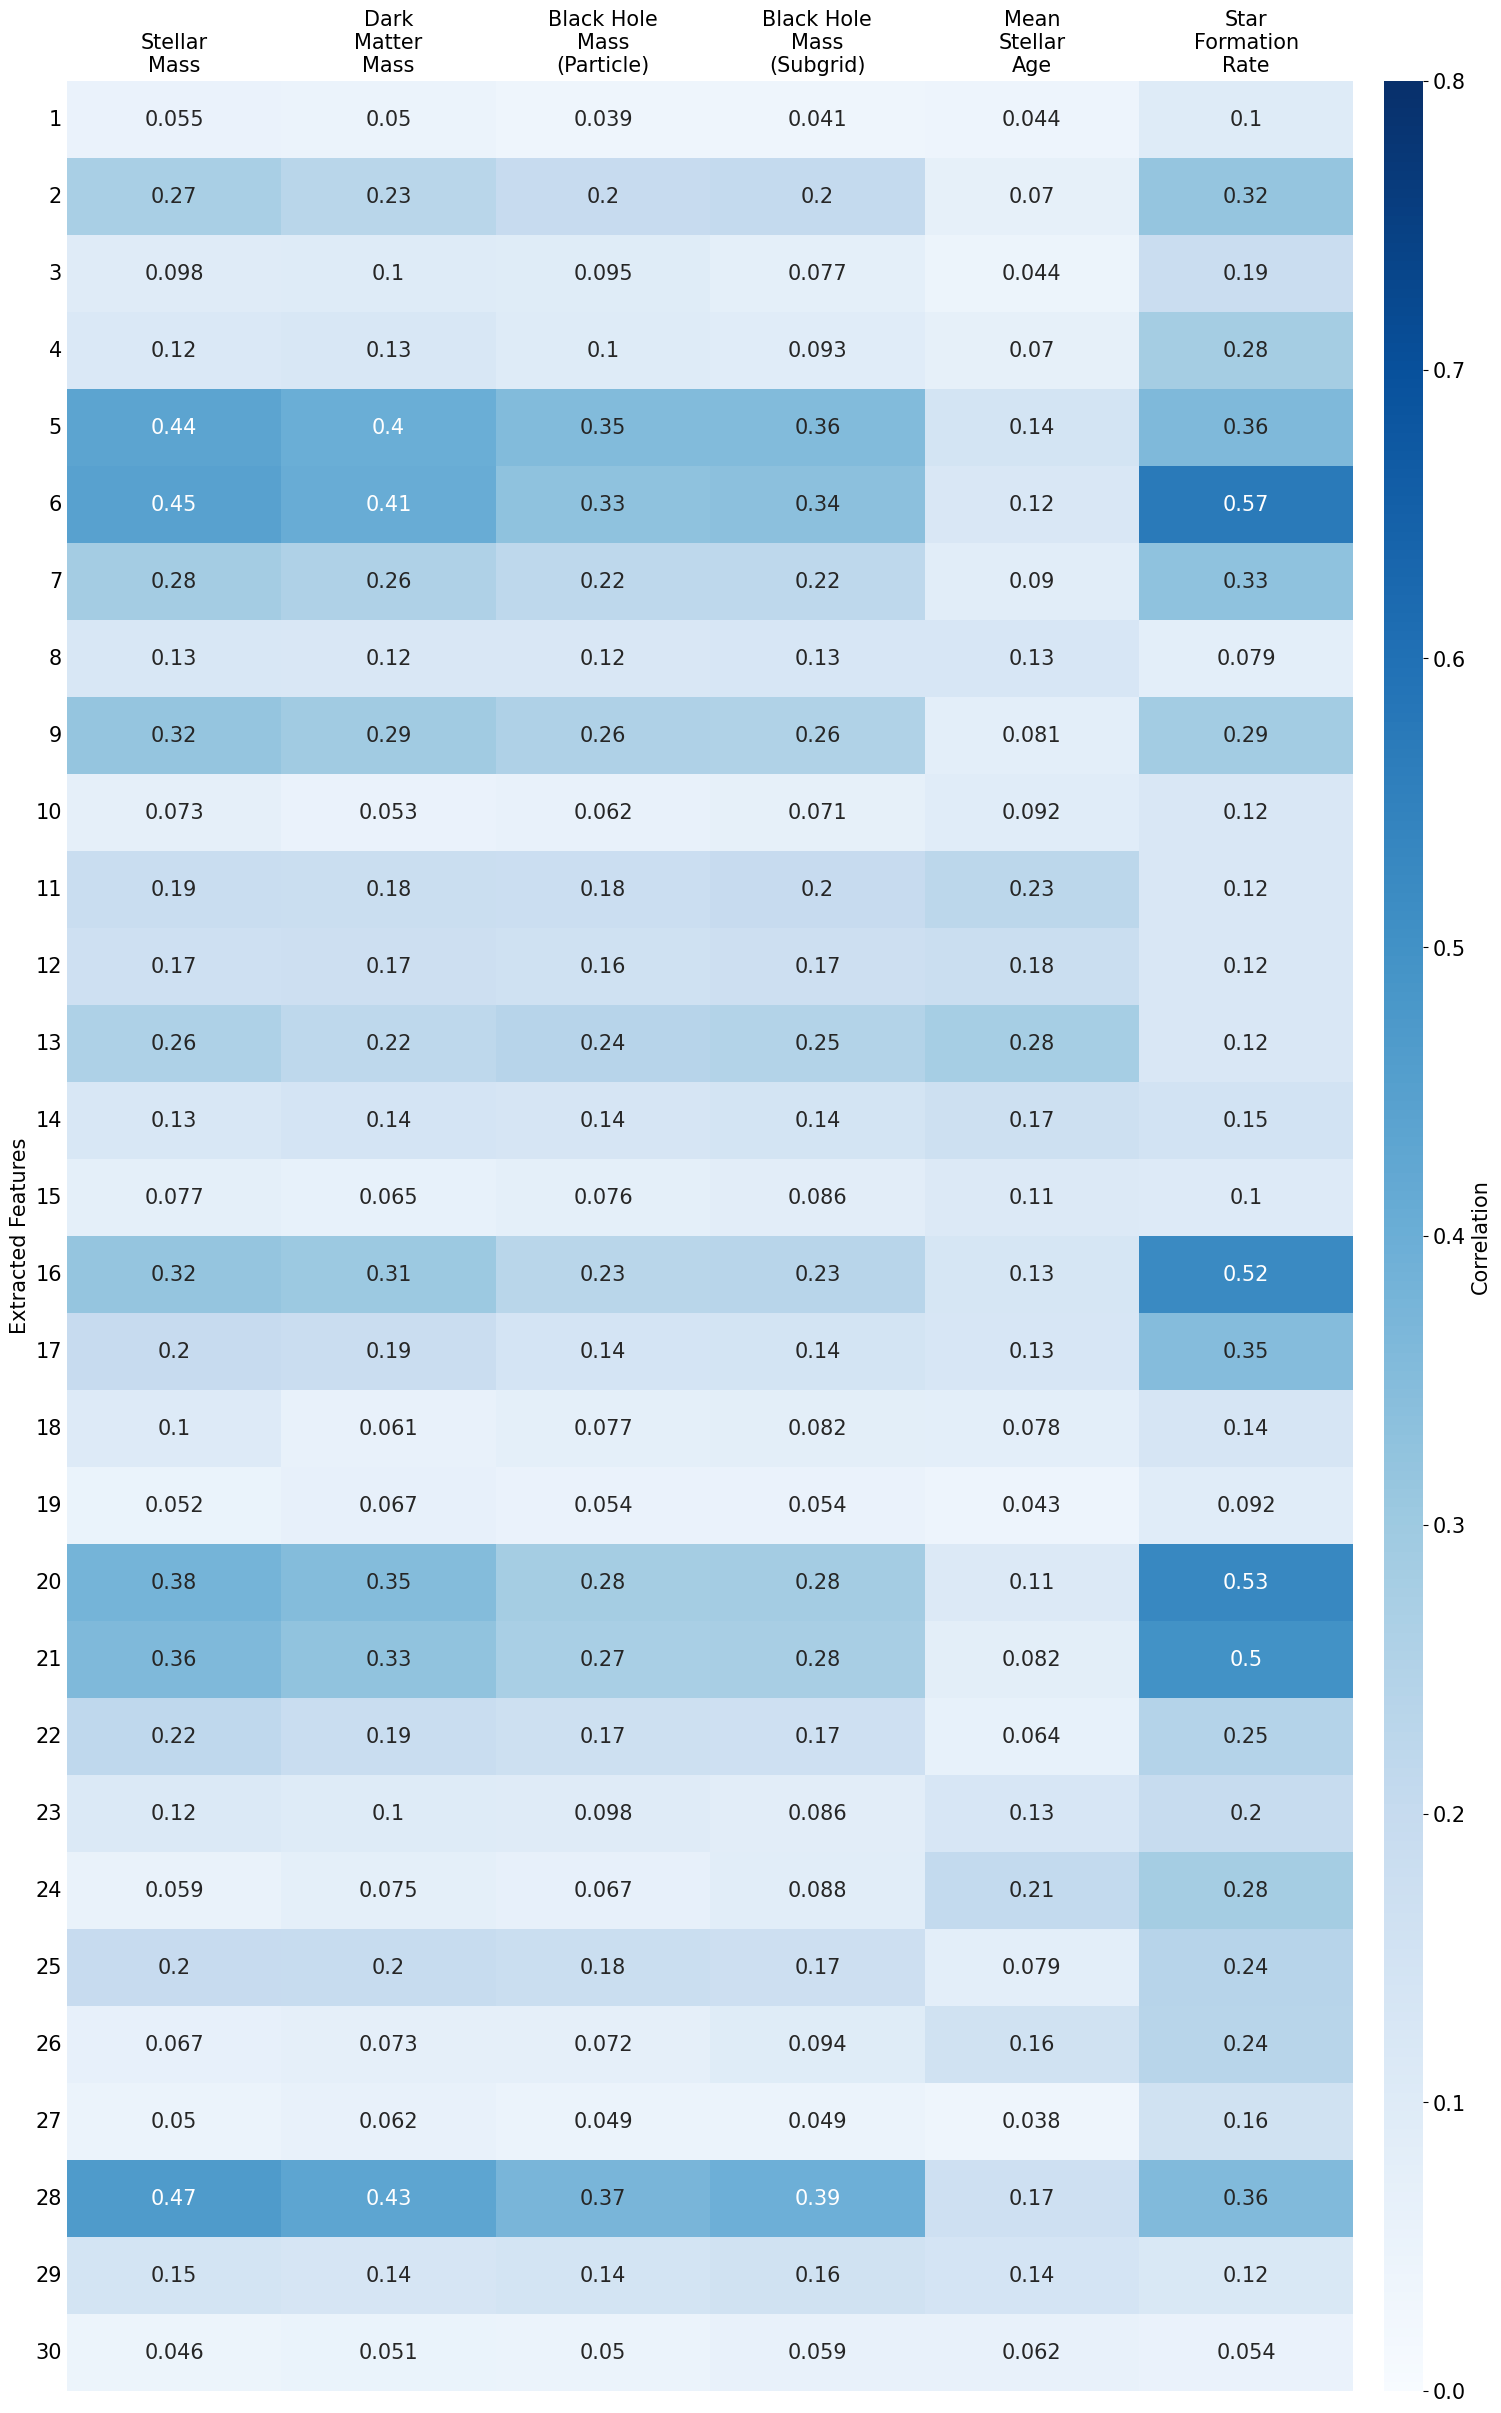 Stellar
Mass
Dark
Matter
Mass
Black Hole
Mass
(Particle)
Black Hole
Mass
(Subgrid)
Mean
Stellar
Age
Star
Formation
Rate
1 0.055 0.05 0.039 0.041 0.044 0.1
2 0.27 0.23 0.2 0.2 0.07 0.32
3 0.098 0.1 0.095 0.077 0.044 0.19
4 0.12 0.13 0.1 0.093 0.07 0.28
5 0.44 0.4 0.35 0.36 0.14 0.36
6 0.45 0.41 0.33 0.34 0.12 0.57
7 0.28 0.26 0.22 0.22 0.09 0.33
8 0.13 0.12 0.12 0.13 0.13 0.079
9 0.32 0.29 0.26 0.26 0.081 0.29
10 0.073 0.053 0.062 0.071 0.092 0.12
11 0.19 0.18 0.18 0.2 0.23 0.12
12 0.17 0.17 0.16 0.17 0.18 0.12
13 0.26 0.22 0.24 0.25 0.28 0.12
14 0.13 0.14 0.14 0.14 0.17 0.15
15 0.077 0.065 0.076 0.086 0.11 0.1
16 0.32 0.31 0.23 0.23 0.13 0.52
17 0.2 0.19 0.14 0.14 0.13 0.35
18 0.1 0.061 0.077 0.082 0.078 0.14
19 0.052 0.067 0.054 0.054 0.043 0.092
20 0.38 0.35 0.28 0.28 0.11 0.53
21 0.36 0.33 0.27 0.28 0.082 0.5
22 0.22 0.19 0.17 0.17 0.064 0.25
23 0.12 0.1 0.098 0.086 0.13 0.2
24 0.059 0.075 0.067 0.088 0.21 0.28
25 0.2 0.2 0.18 0.17 0.079 0.24
26 0.067 0.073 0.072 0.094 0.16 0.24
27 0.05 0.062 0.049 0.049 0.038 0.16
28 0.47 0.43 0.37 0.39 0.17 0.36
29 0.15 0.14 0.14 0.16 0.14 0.12
30 0.046 0.051 0.05 0.059 0.062 0.054
Extracted Features
0.8
0.7
0.6
0.5
0.4
0.3
0.2
0.1
0.0
Correlation